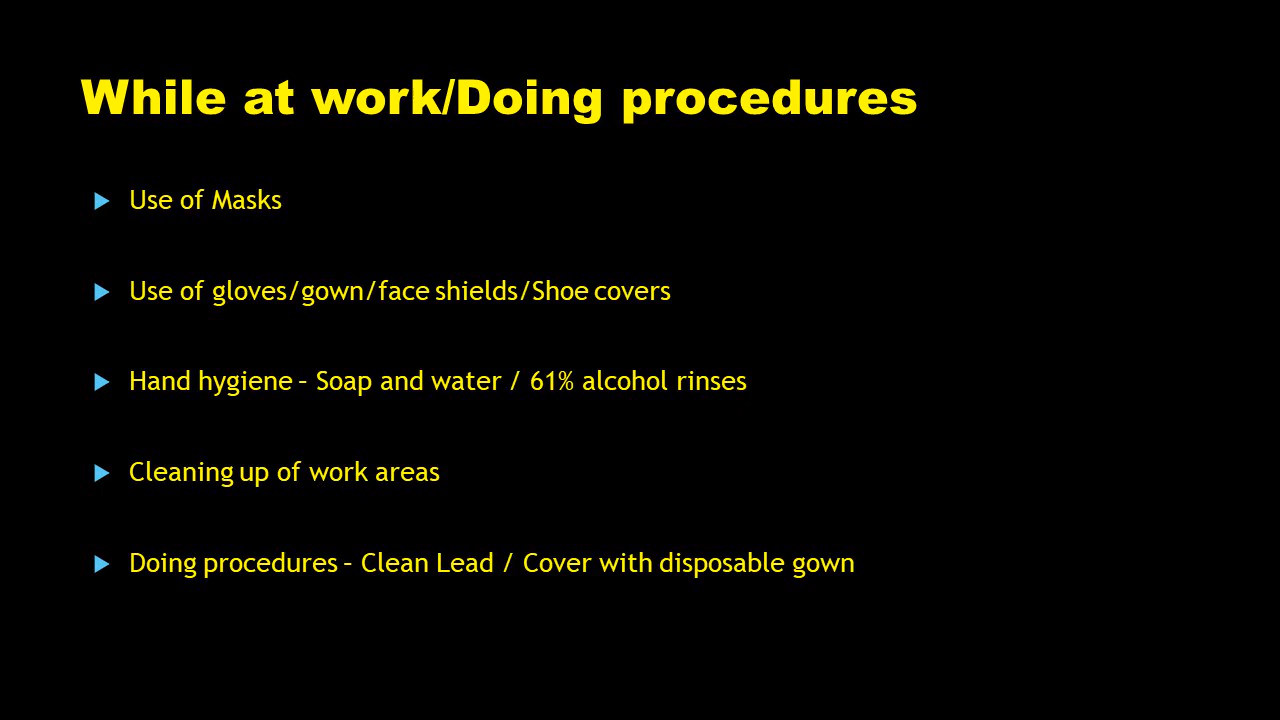 While at work/Doing procedures
Use of Masks
Use of gloves/gown/face shields/Shoe covers
Hand hygiene – Soap and water / 61% alcohol rinses
Cleaning up of work areas
Doing procedures – Clean Lead / Cover with disposable gown